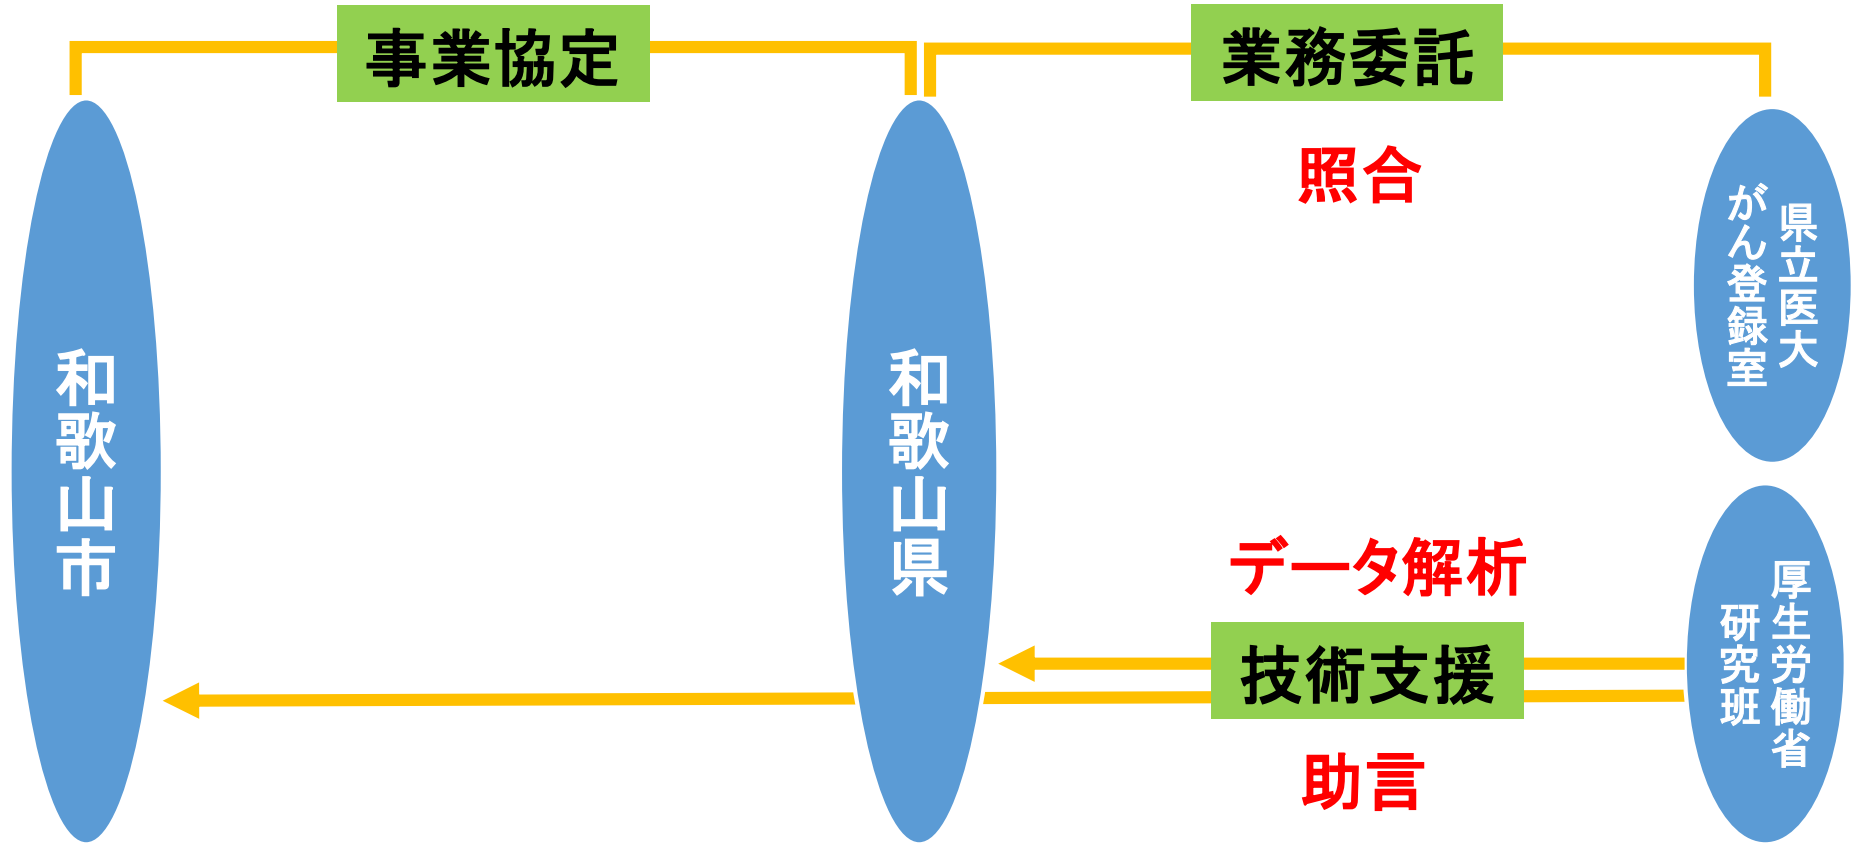 事業協定
業務委託
照合
和歌山市
和歌山県
県立医大
がん登録室
データ解析
技術支援
助言
厚生労働省
研究班